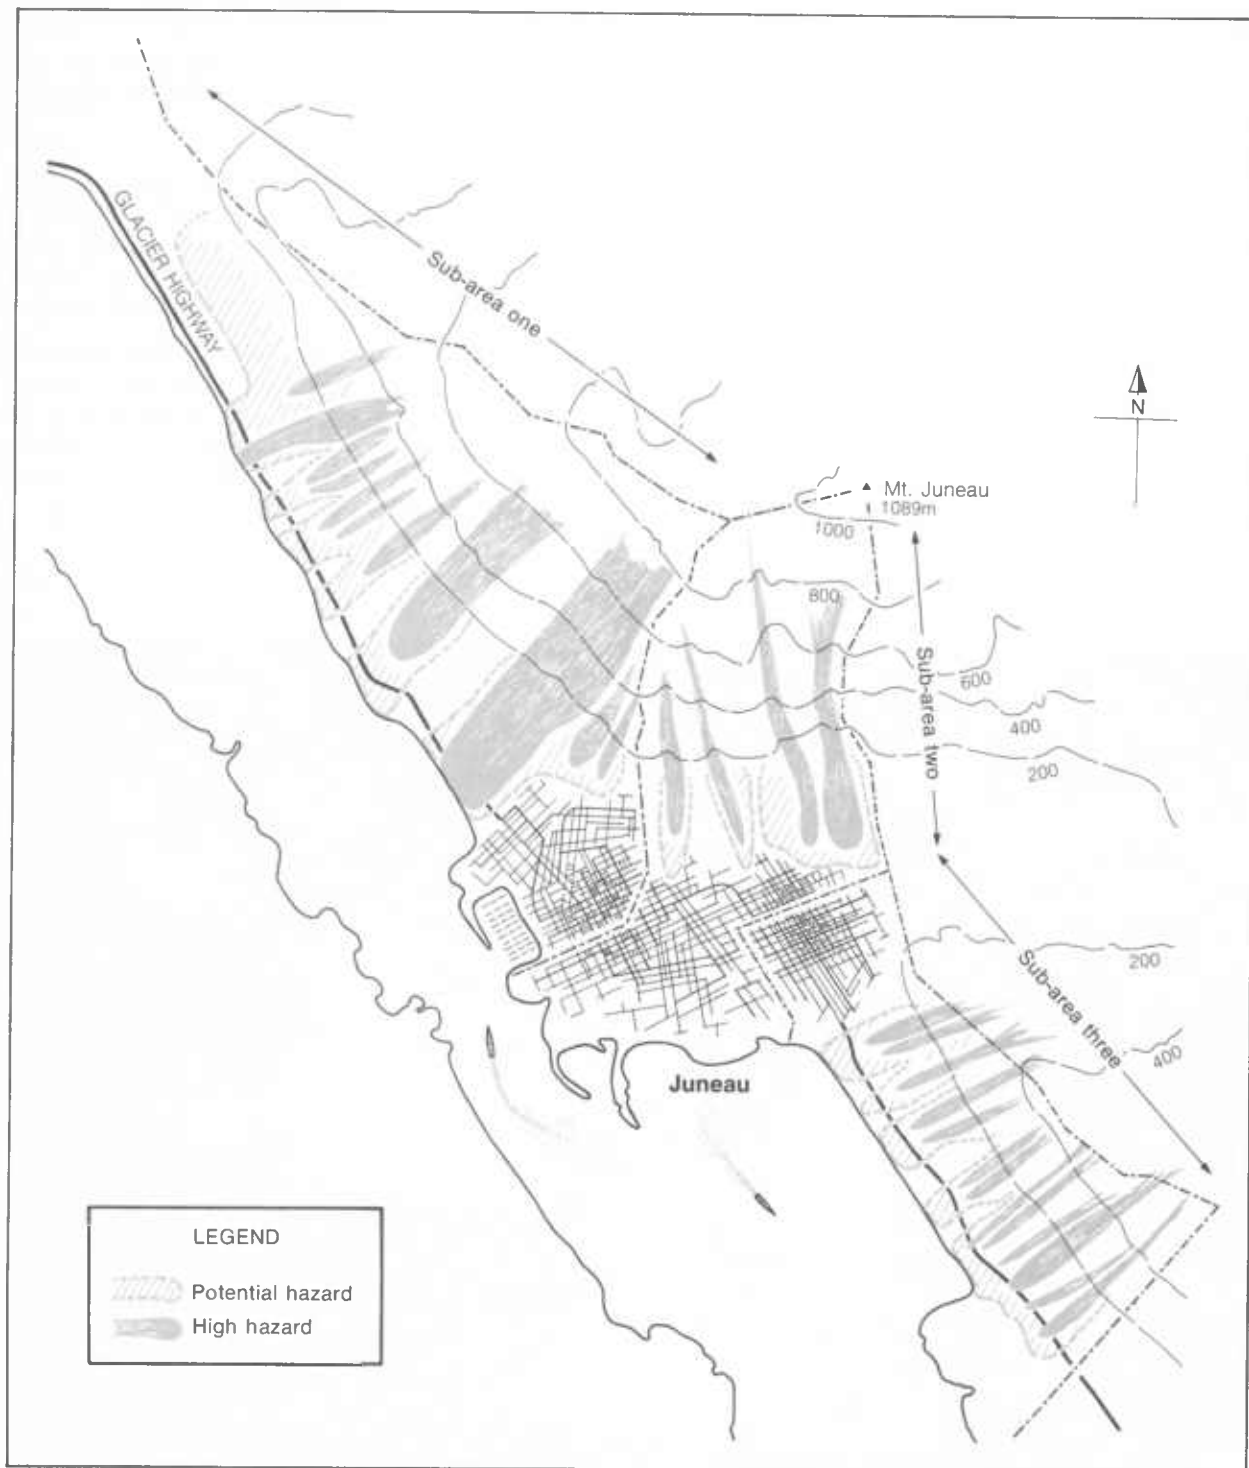 GLACIER HIGHWAY
Sub-area one
N
Mt. Juneau
1089m
1000
800
600
400
200
Sub-area two
200
Sub-area three
400
Juneau
LEGEND
Potential hazard
High hazard